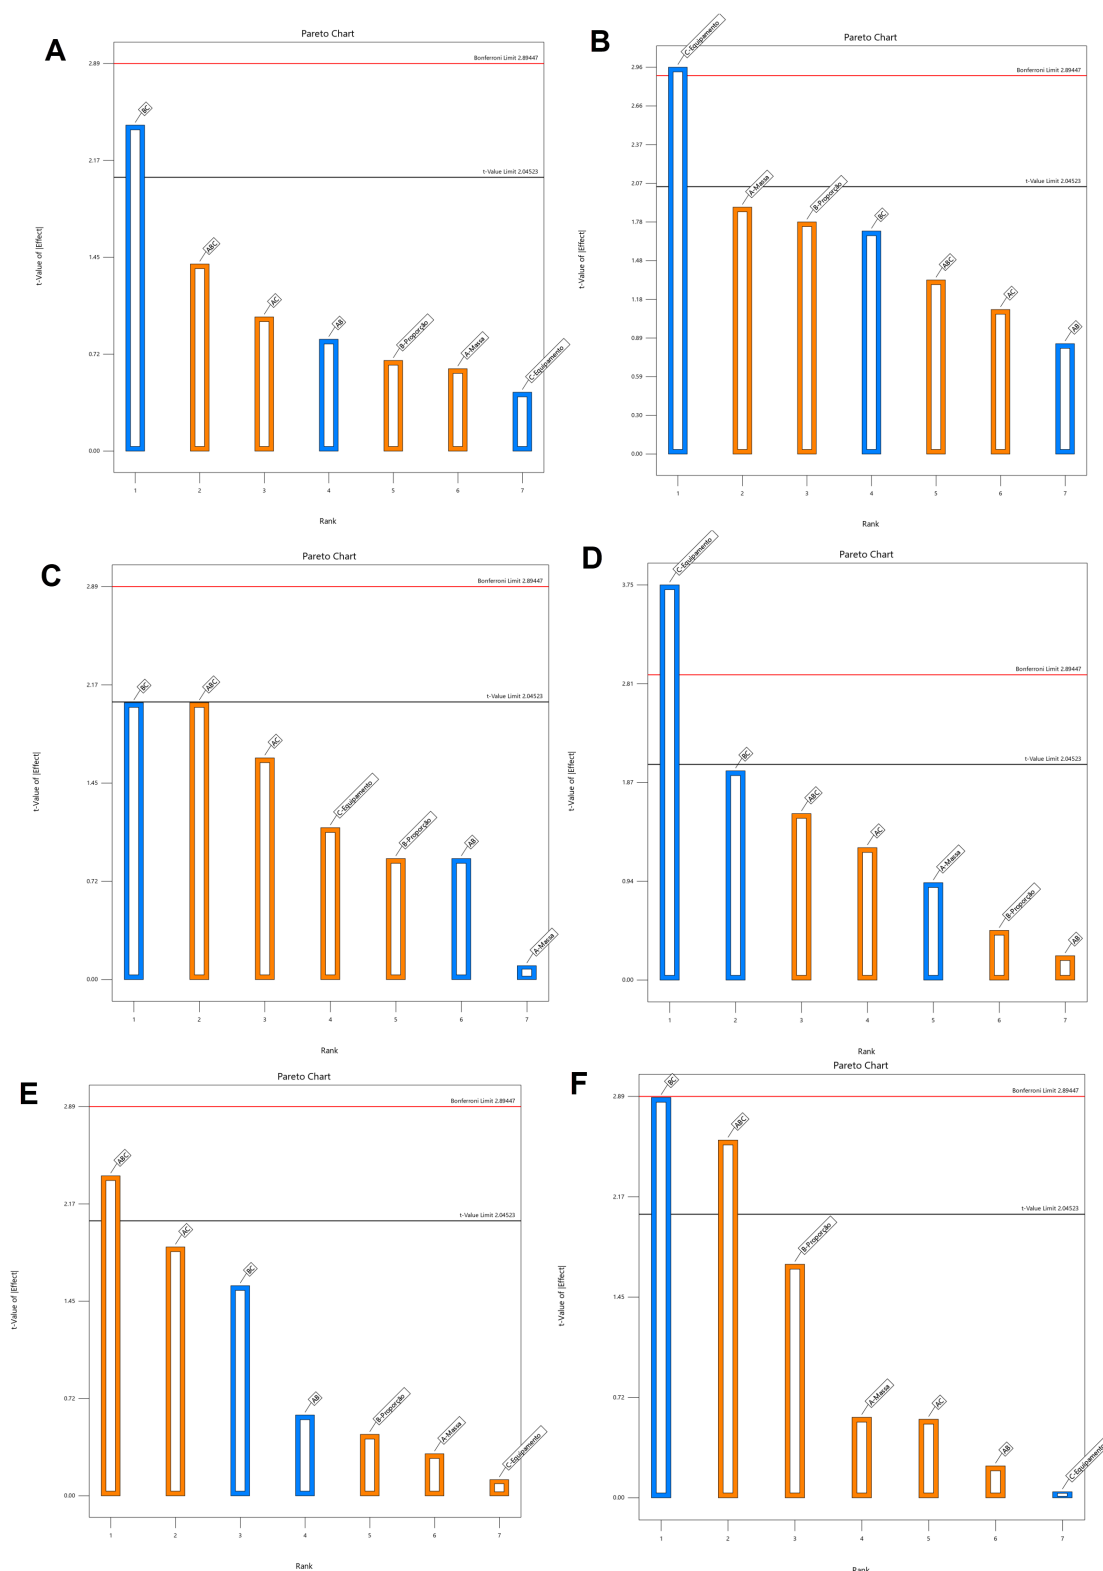 A
Pareto Chart
2.89
2.17
1.45
0.72
0.00
t-Value of |Effect|
Bonferroni Limit 2.89447
t-Value Limit 2.04523
BC
ABC
AC
AB
B-Proporção
A-Massa
C-Equipamento
1 2 3 4 5 6 7
Rank
B
Pareto Chart
2.96
2.66
2.37
2.07
1.78
1.48
1.18
0.89
0.59
0.30
0.00
t-Value of |Effect|
Bonferroni Limit 2.89447
t-Value Limit 2.04523
C-Equipamento
A-Massa
B-Proporção
BC
ABC
AC
AB
1 2 3 4 5 6 7
Rank
C
Pareto Chart
2.89
2.17
1.45
0.72
0.00
t-Value of |Effect|
Bonferroni Limit 2.89447
t-Value Limit 2.04523
BC
ABC
AC
C-Equipamento
B-Proporção
AB
A-Massa
1 2 3 4 5 6 7
Rank
D
Pareto Chart
3.75
2.81
1.87
0.94
0.00
t-Value of |Effect|
Bonferroni Limit 2.89447
t-Value Limit 2.04523
C-Equipamento
BC
ABC
AC
A-Massa
B-Proporção
AB
1 2 3 4 5 6 7
Rank
E
Pareto Chart
2.89
2.17
1.45
0.72
0.00
t-Value of |Effect|
Bonferroni Limit 2.89447
t-Value Limit 2.04523
ABC
AC
BC
AB
B-Proporção
A-Massa
C-Equipamento
1 2 3 4 5 6 7
Rank
F
Pareto Chart
2.89
2.17
1.45
0.72
0.00
t-Value of |Effect|
Bonferroni Limit 2.89447
t-Value Limit 2.04523
BC
ABC
B-Proporção
A-Massa
AC
AB
C-Equipamento
1 2 3 4 5 6 7
Rank